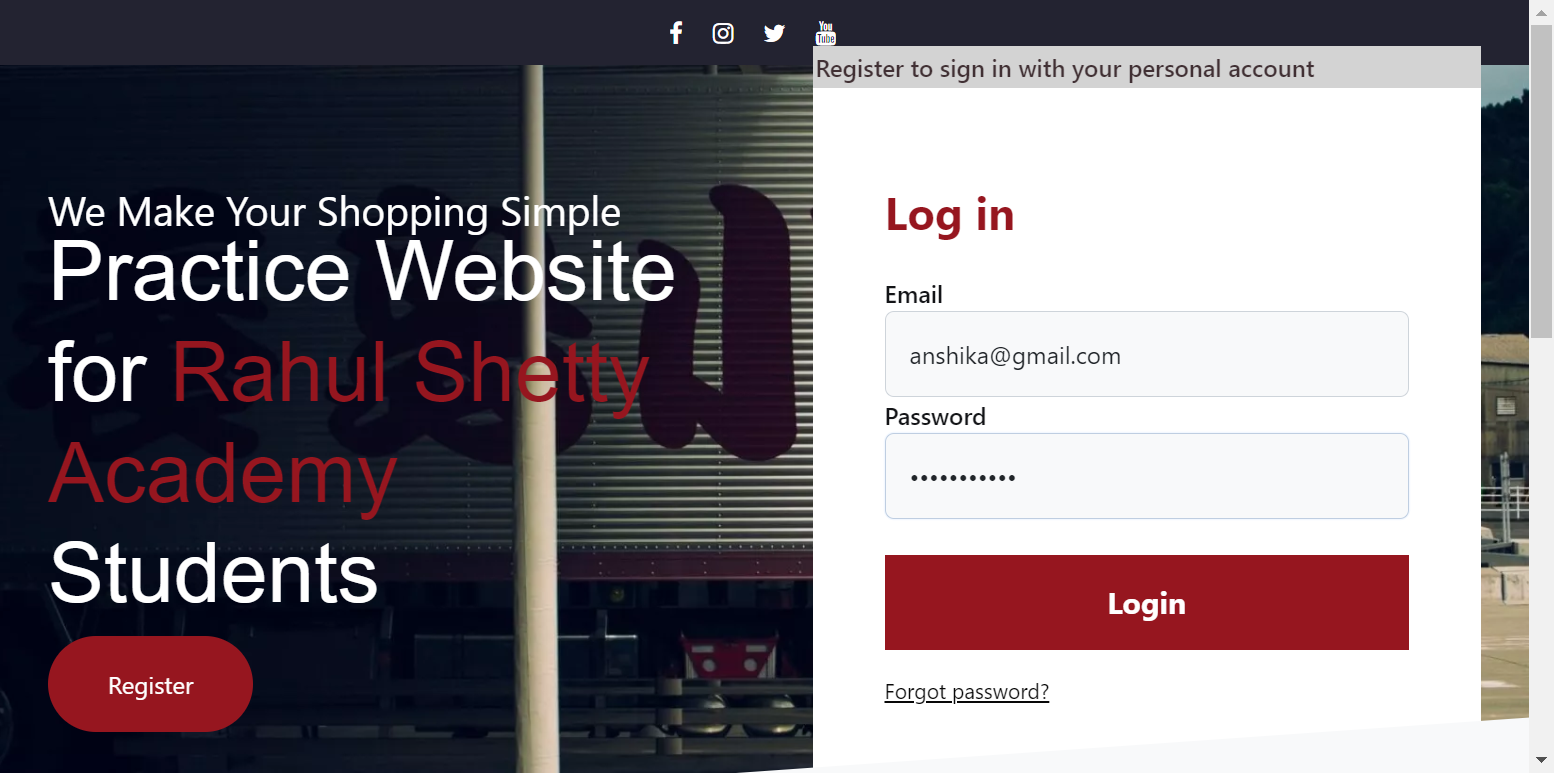 You
Tube
Register to sign in with your personal account
We Make Your Shopping Simple
Practice Website
for Rahul Shetty
Academy
Students
Register
Log in
Email
anshika@gmail.com
Password
•••••••••••
Login
Forgot password?